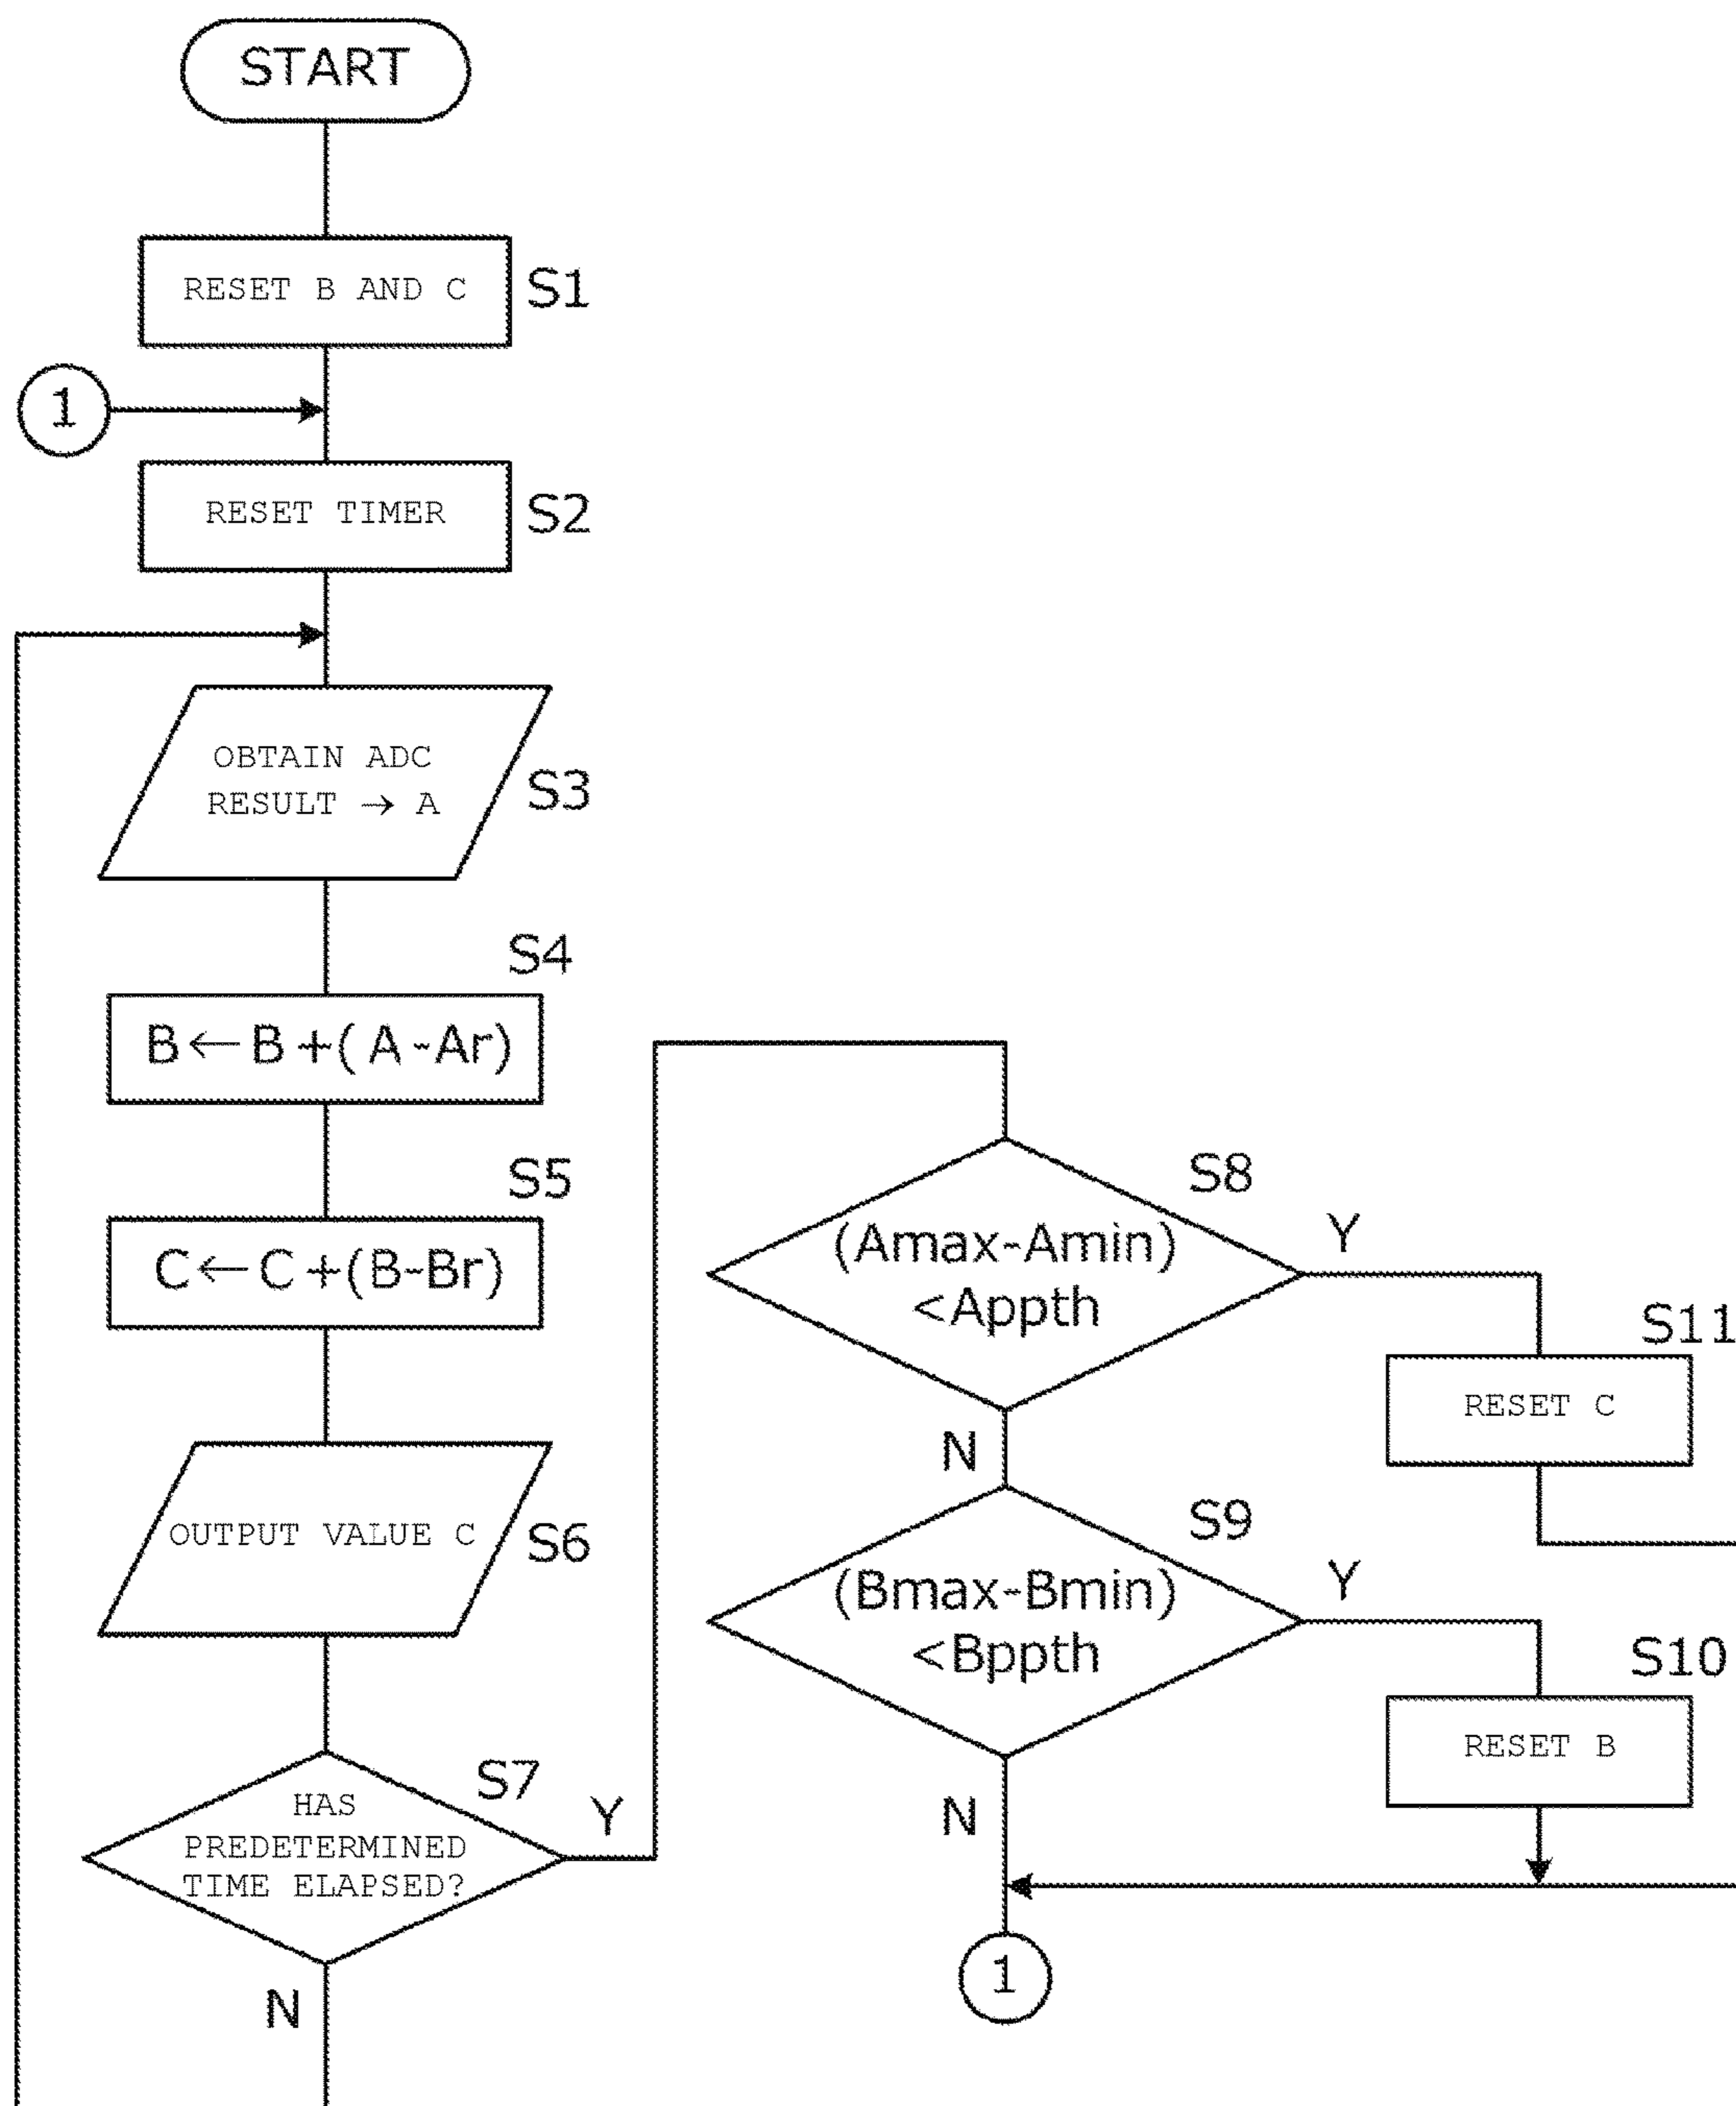 START
RESET B AND C
S1
1
RESET TIMER
S2
OBTAIN ADC
RESULT → A
S3
S4
B←B+(A-Ar)
S5
C←C+(B-Br)
OUTPUT VALUE C
S6
S7
HAS
PREDETERMINED
TIME ELAPSED?
Y
N
S8
(Amax-Amin)
<Appth
Y
N
S11
RESET C
S9
(Bmax-Bmin)
<Bppth
Y
N
S10
RESET B
1